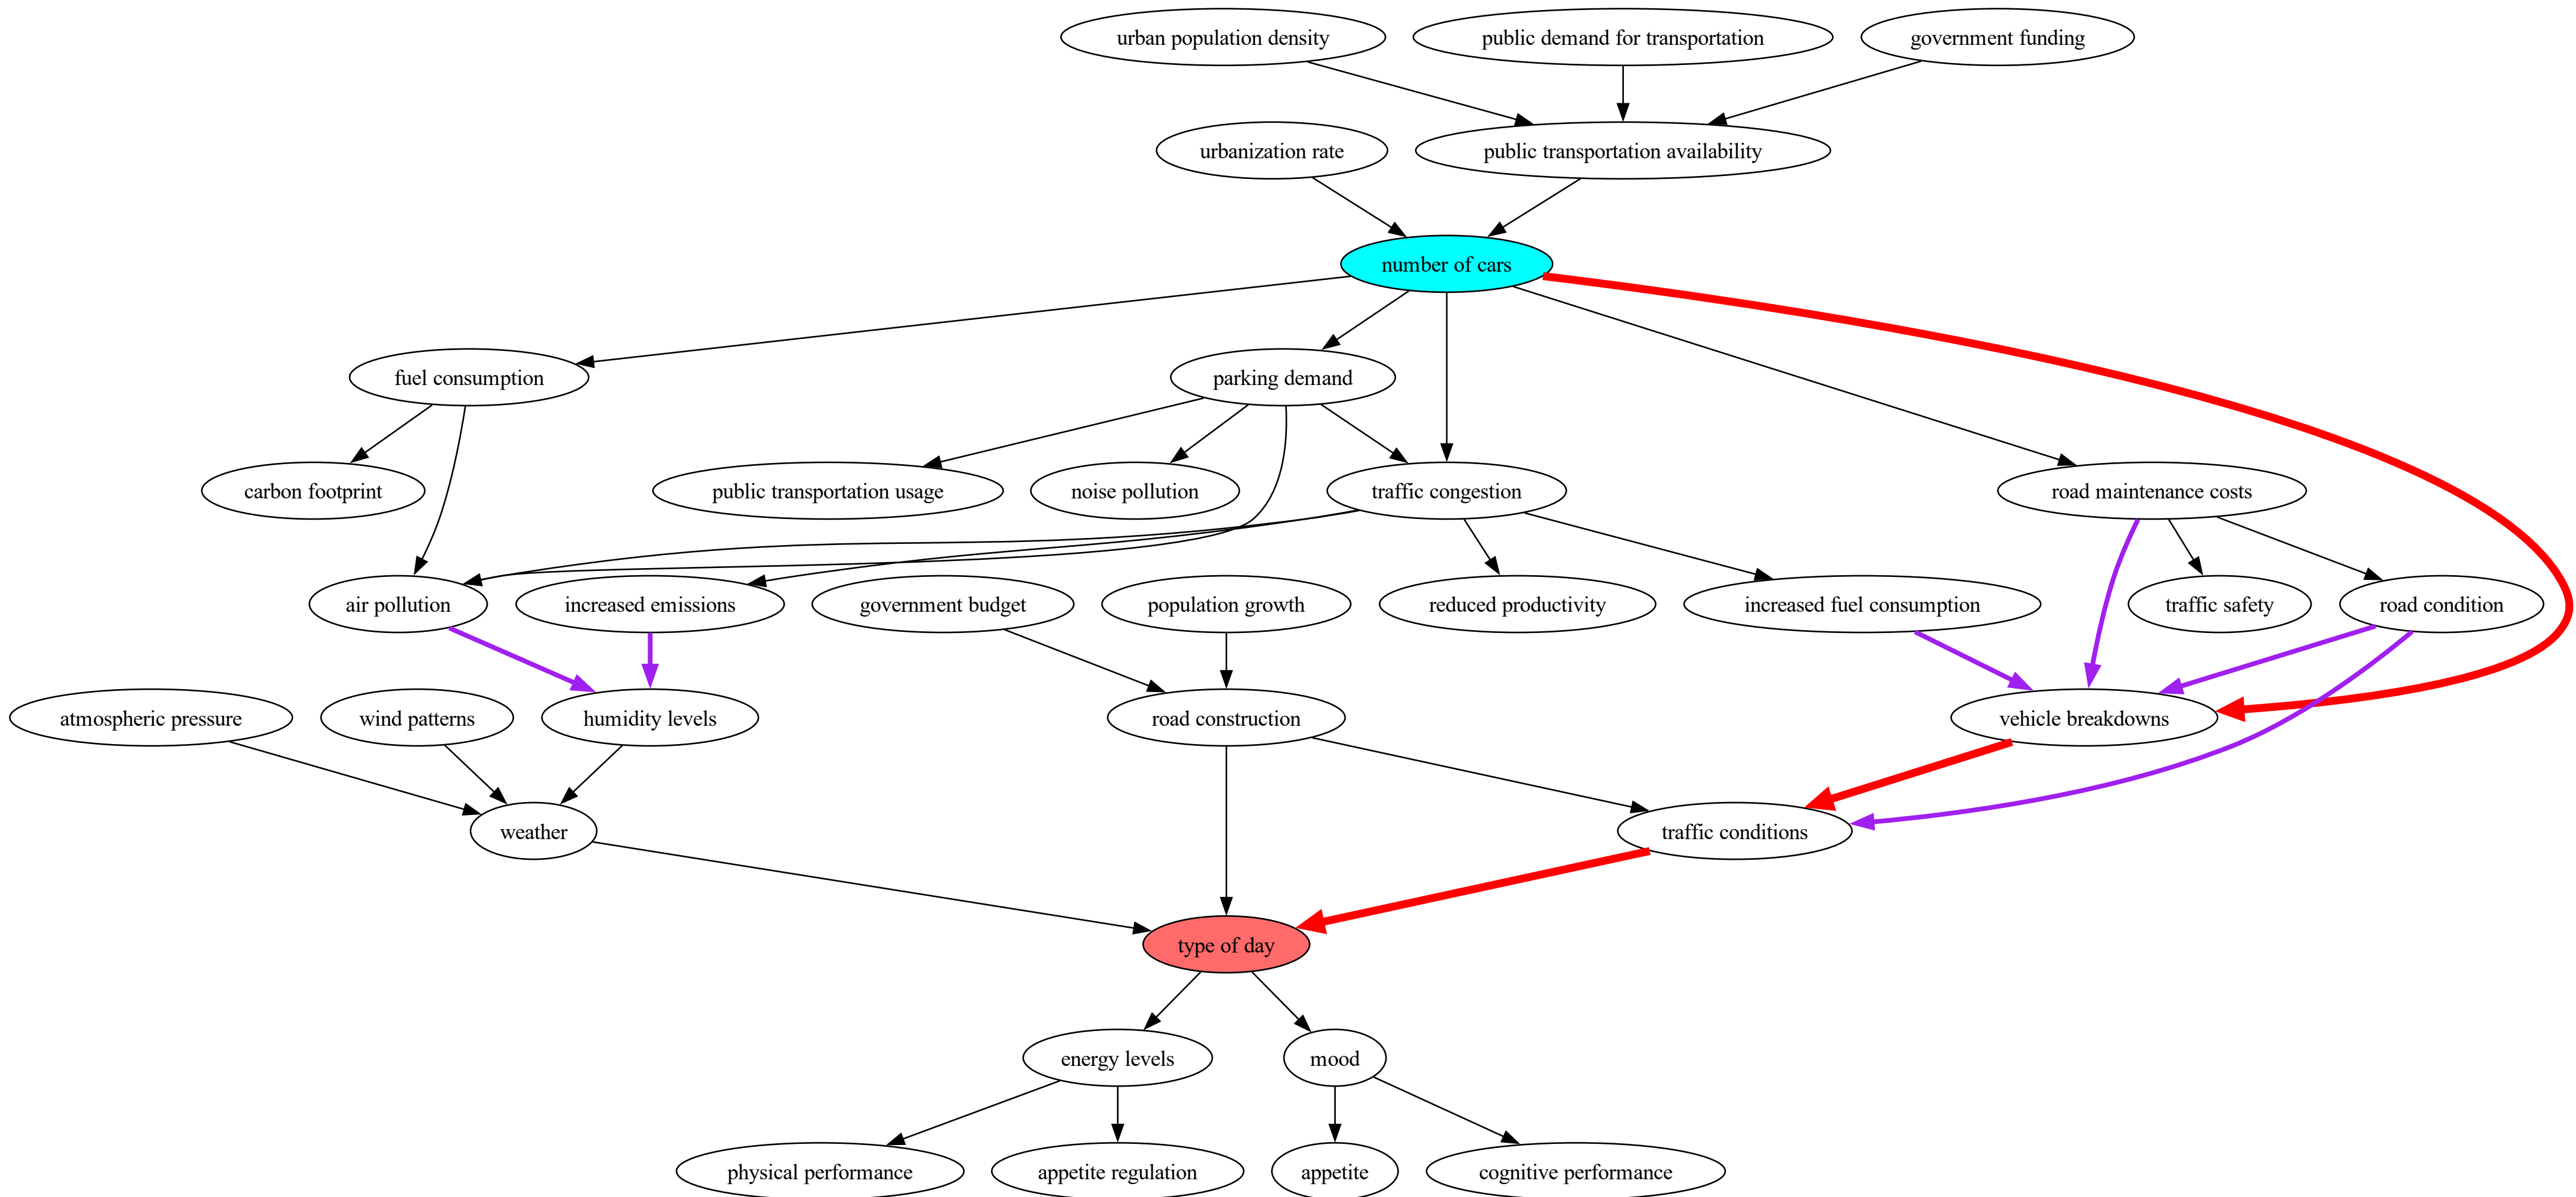 urban population density
public demand for transportation
government funding
urbanization rate
public transportation availability
number of cars
fuel consumption
parking demand
carbon footprint
public transportation usage
noise pollution
traffic congestion
road maintenance costs
air pollution
increased emissions
government budget
population growth
reduced productivity
increased fuel consumption
traffic safety
road condition
atmospheric pressure
wind patterns
humidity levels
road construction
vehicle breakdowns
weather
traffic conditions
type of day
energy levels
mood
physical performance
appetite regulation
appetite
cognitive performance